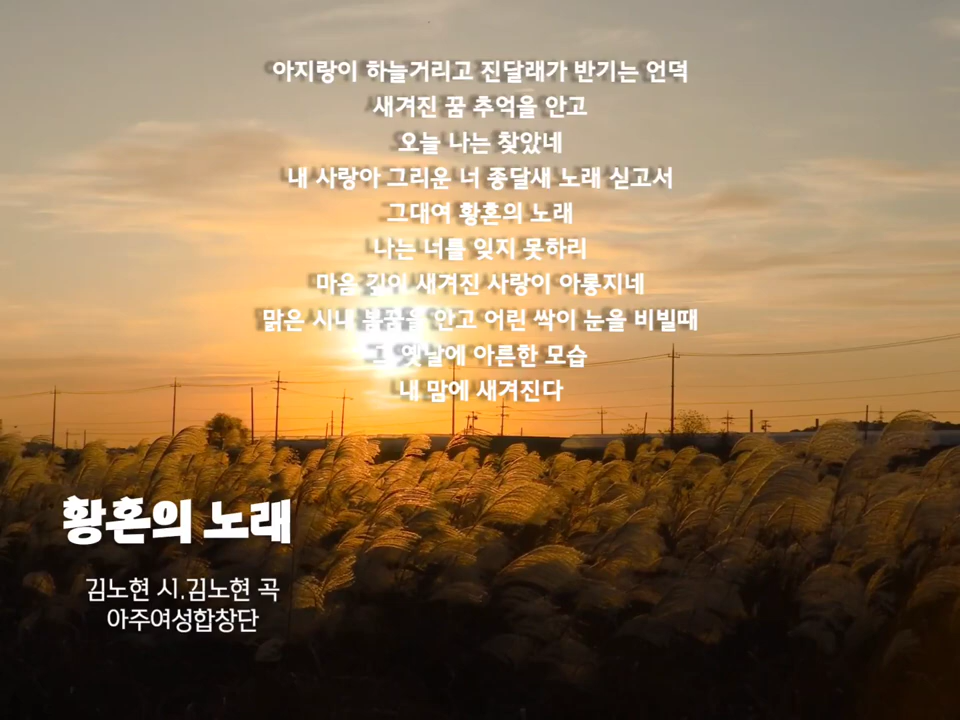 아지랑이 하늘거리고 진달래가 반기는 언덕
새겨진 꿈 추억을 안고
오늘 나는 찾았네
내 사랑아 그리운 너 종달새 노래 싣고서
그대여 황혼의 노래
나는 너를 잊지 못하리
마음 깊이 새겨진 사랑이 아롱지네
맑은 시내 봄꿈을 안고 어린 싹이 눈을 비빌때
그 옛날에 아른한 모습
내 맘에 새겨진다
황혼의 노래
김노현 시.김노현 곡
아주여성합창단